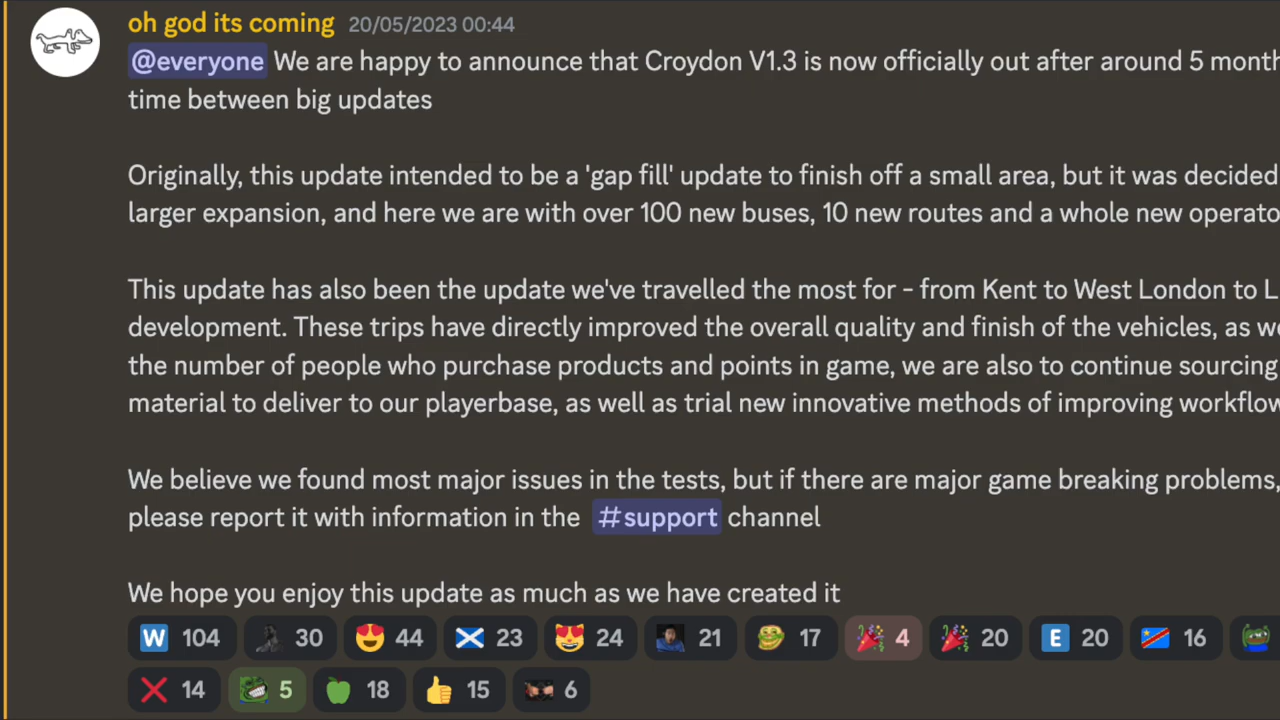 oh god its coming 20/05/2023 00:44
@everyone We are happy to announce that Croydon V1.3 is now officially out after around 5 month
time between big updates
Originally, this update intended to be a 'gap fill' update to finish off a small area, but it was decided
larger expansion, and here we are with over 100 new buses, 10 new routes and a whole new operato
This update has also been the update we've travelled the most for - from Kent to West London to L
development. These trips have directly improved the overall quality and finish of the vehicles, as we
the number of people who purchase products and points in game, we are also to continue sourcing
material to deliver to our playerbase, as well as trial new innovative methods of improving workflow
We believe we found most major issues in the tests, but if there are major game breaking problems,
please report it with information in the #support channel
We hope you enjoy this update as much as we have created it
W 104 30 44 23 24 21 17 4 20 E 20 16
14 5 18 15 6